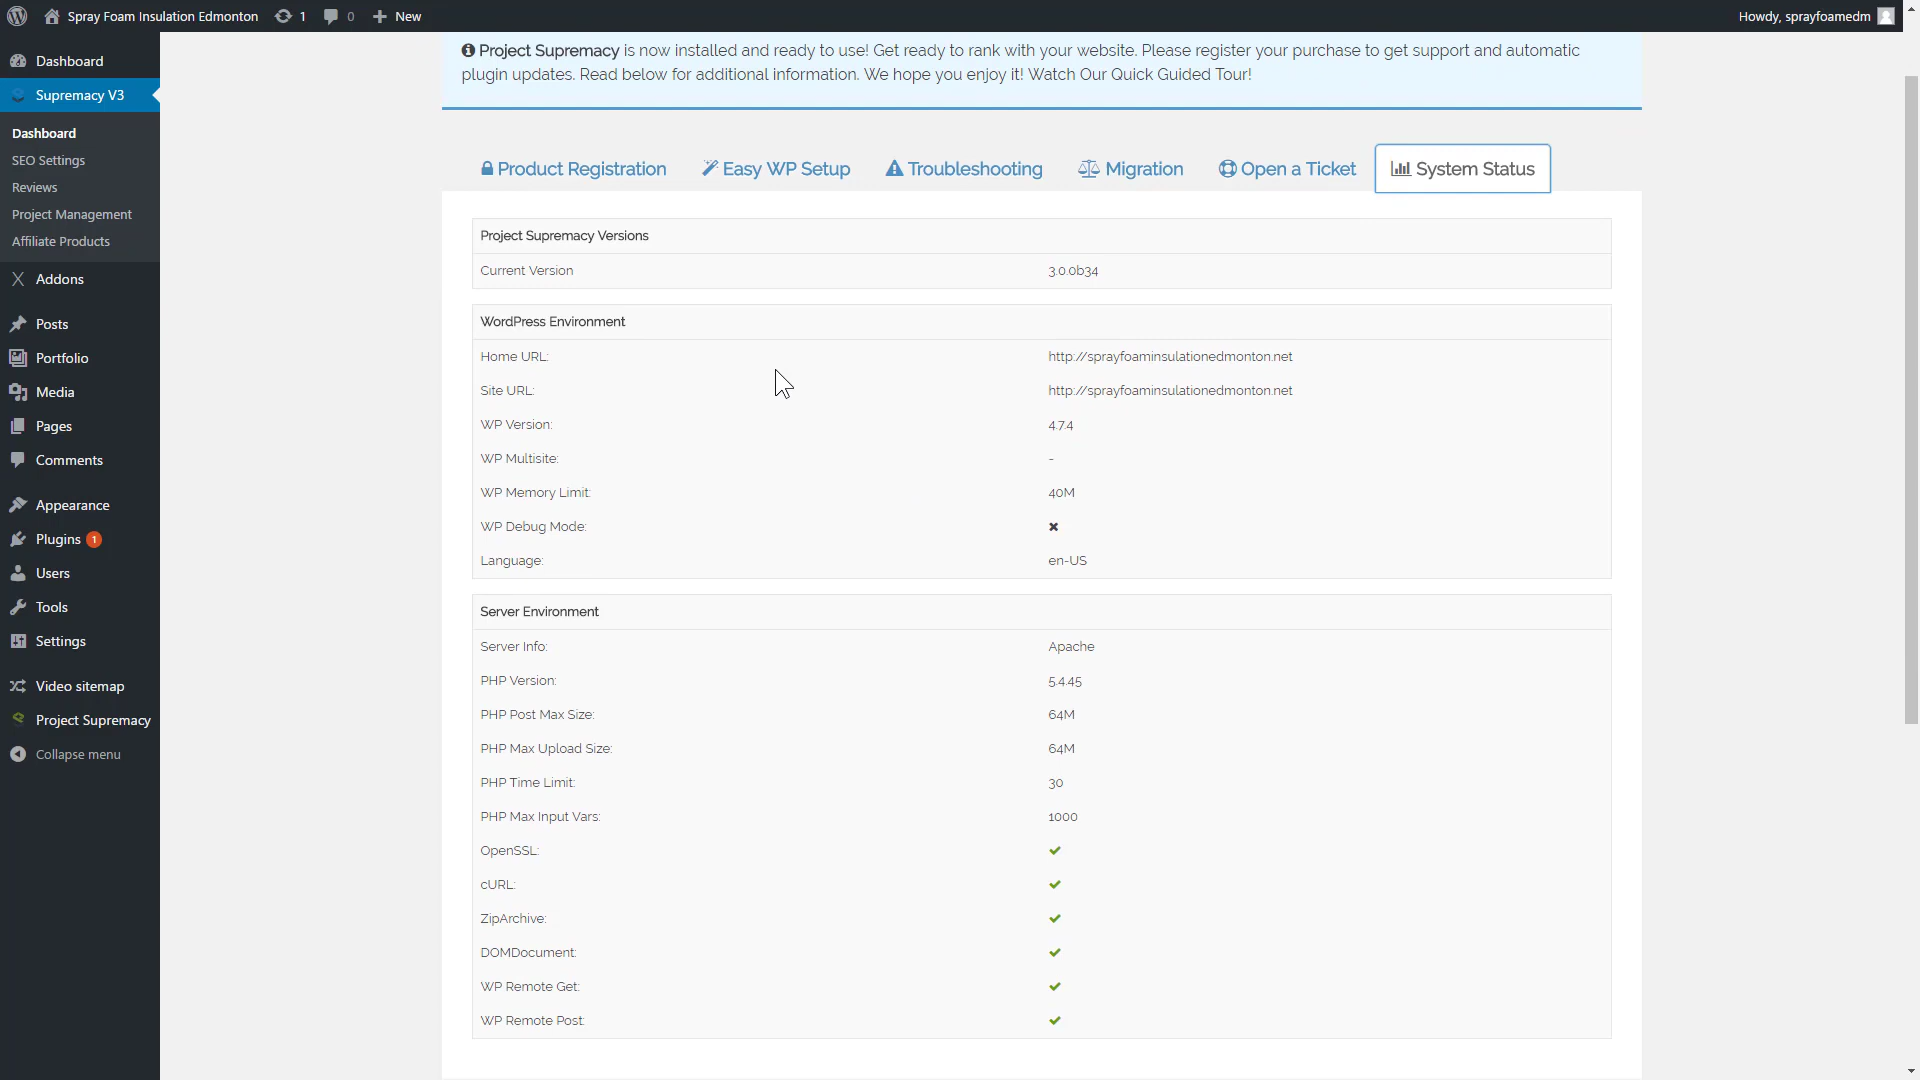 Spray Foam Insulation Edmonton 1 0 New Howdy, sprayfoamedm
Dashboard
Supremacy V3
Dashboard
SEO Settings
Reviews
Project Management
Affiliate Products
Addons
Posts
Portfolio
Media
Pages
Comments
Appearance
Plugins 1
Users
Tools
Settings
Video sitemap
Project Supremacy
Collapse menu
Project Supremacy is now installed and ready to use! Get ready to rank with your website. Please register your purchase to get support and automatic
plugin updates. Read below for additional information. We hope you enjoy it! Watch Our Quick Guided Tour!
Product Registration Easy WP Setup Troubleshooting Migration Open a Ticket System Status
Project Supremacy Versions
Current Version 3.0.0b34
WordPress Environment
Home URL: http://sprayfoaminsulationedmonton.net
Site URL: http://sprayfoaminsulationedmonton.net
WP Version: 4.7.4
WP Multisite: -
WP Memory Limit: 40M
WP Debug Mode:
Language: en-US
Server Environment
Server Info: Apache
PHP Version: 5.4.45
PHP Post Max Size: 64M
PHP Max Upload Size: 64M
PHP Time Limit: 30
PHP Max Input Vars: 1000
OpenSSL:
cURL:
ZipArchive:
DOMDocument:
WP Remote Get:
WP Remote Post: